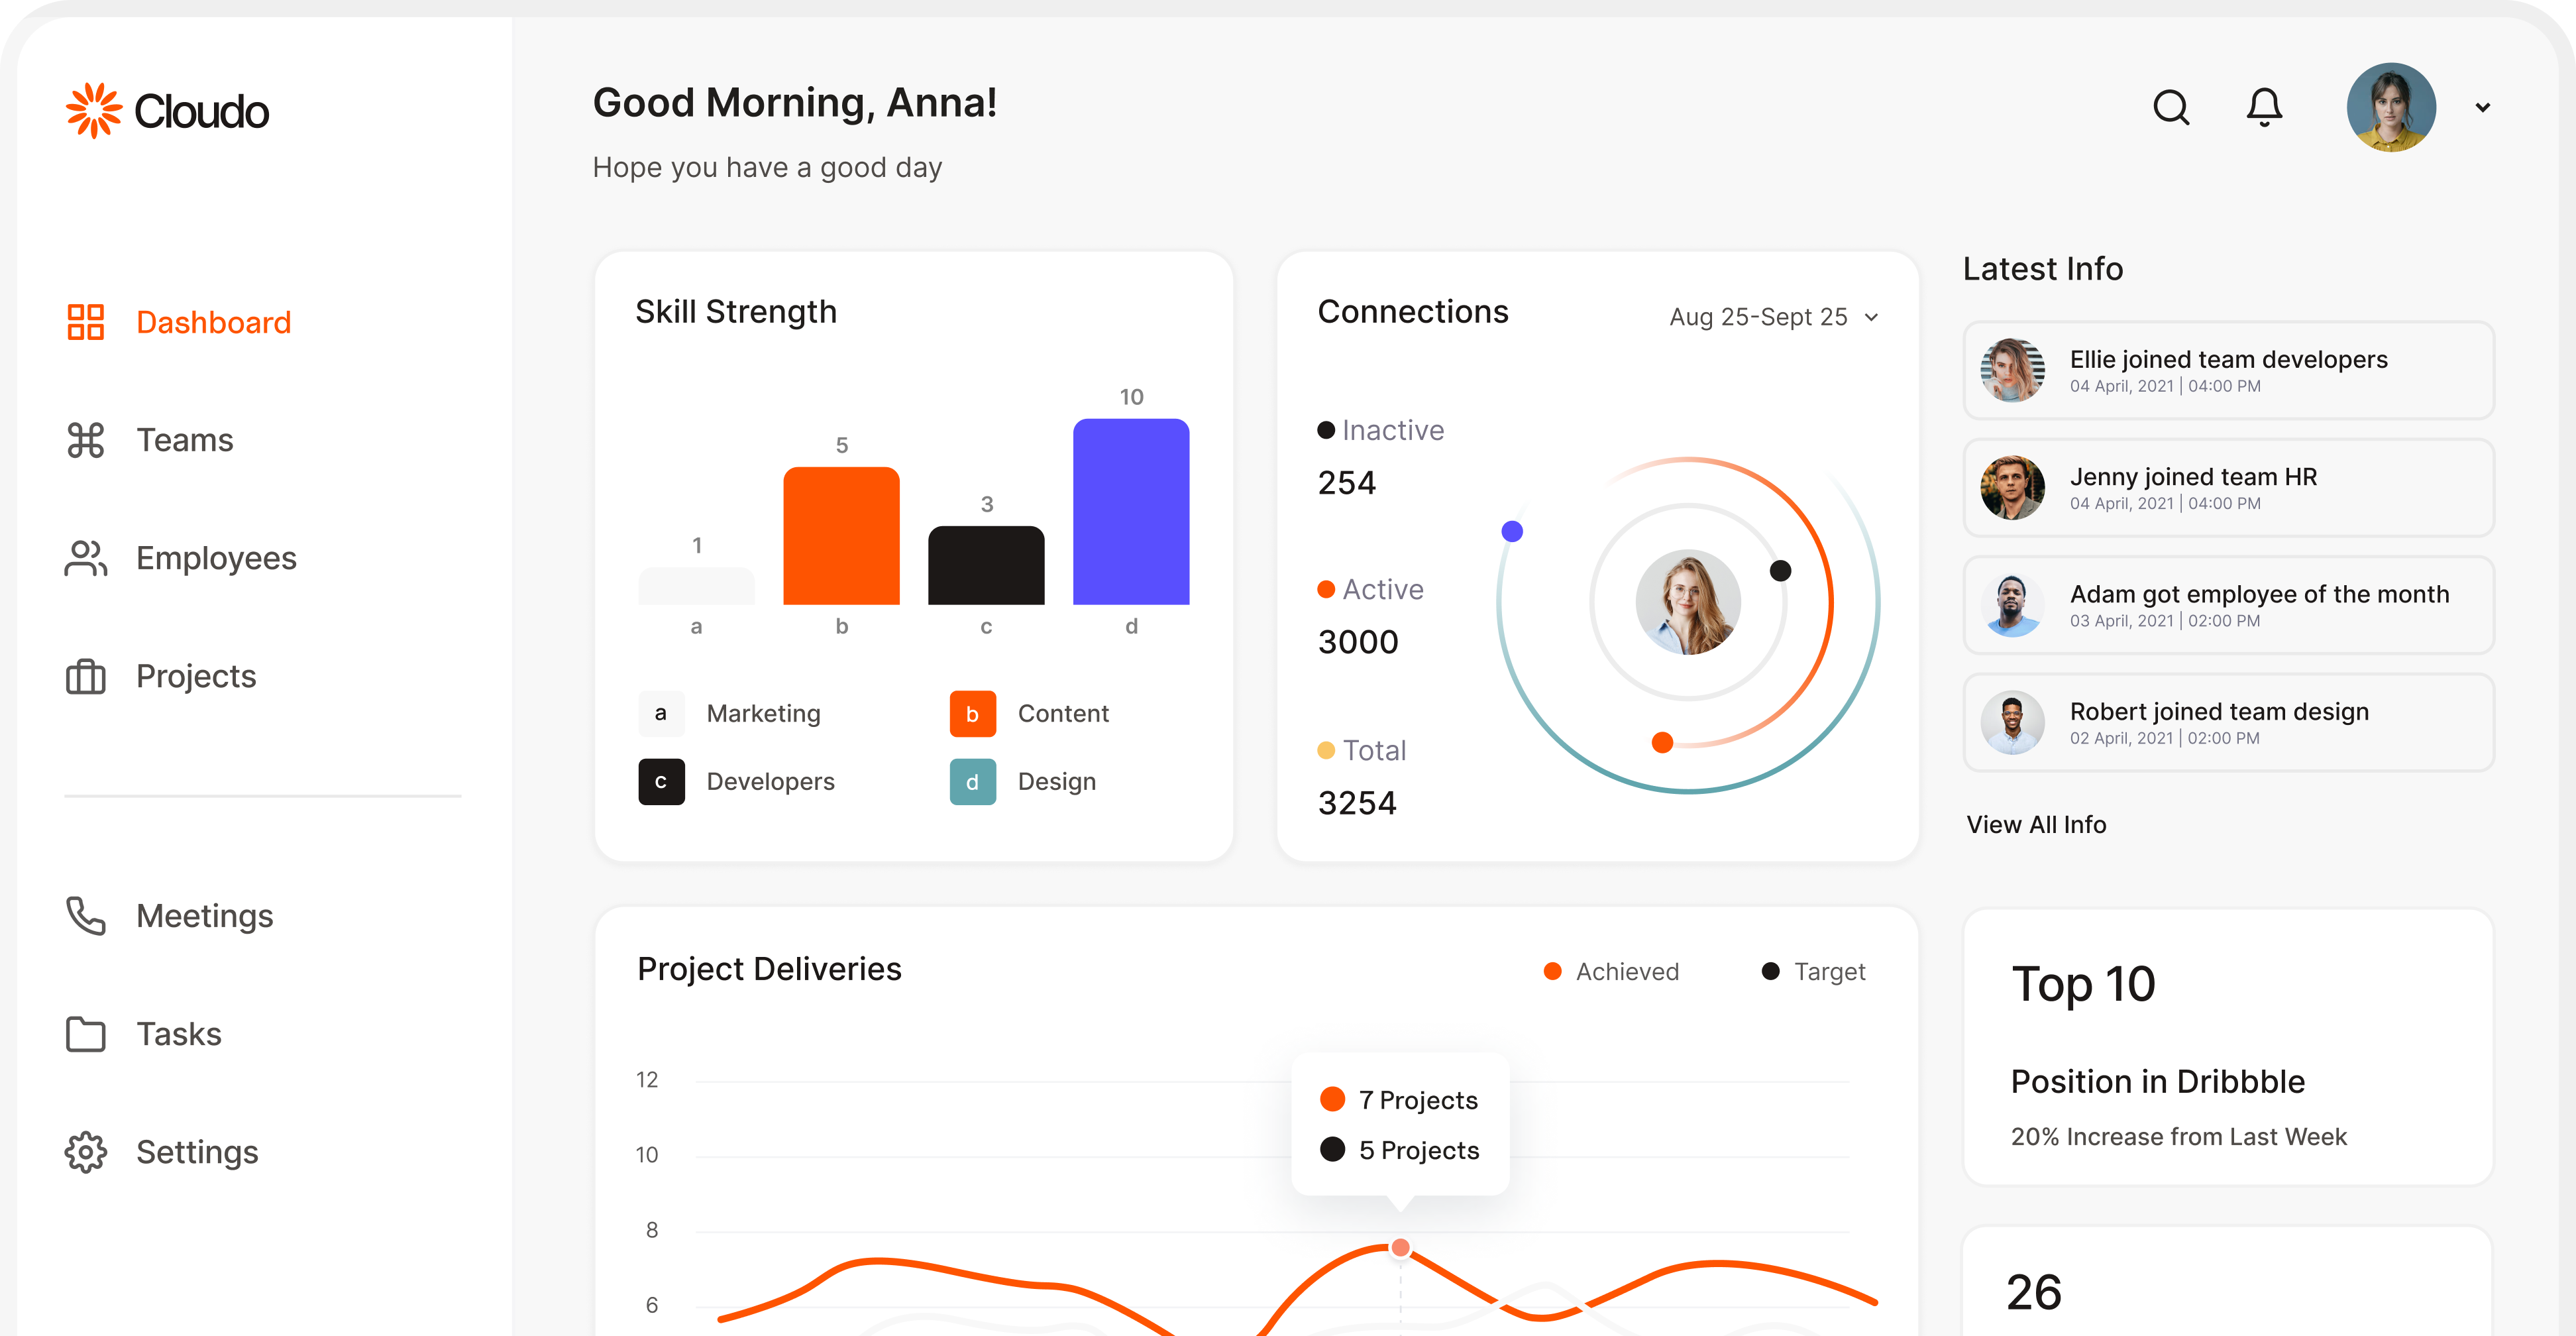 Cloudo
Dashboard
Teams
Employees
Projects
Meetings
Tasks
Settings
Good Morning, Anna!
Hope you have a good day
Skill Strength
1
5
3
10
a
b
c
d
a Marketing
b Content
c Developers
d Design
Connections
Aug 25-Sept 25
Inactive
254
Active
3000
Total
3254
Latest Info
Ellie joined team developers
04 April, 2021 | 04:00 PM
Jenny joined team HR
04 April, 2021 | 04:00 PM
Adam got employee of the month
03 April, 2021 | 02:00 PM
Robert joined team design
02 April, 2021 | 02:00 PM
View All Info
Project Deliveries
Achieved
Target
12
10
8
6
7 Projects
5 Projects
Top 10
Position in Dribbble
20% Increase from Last Week
26